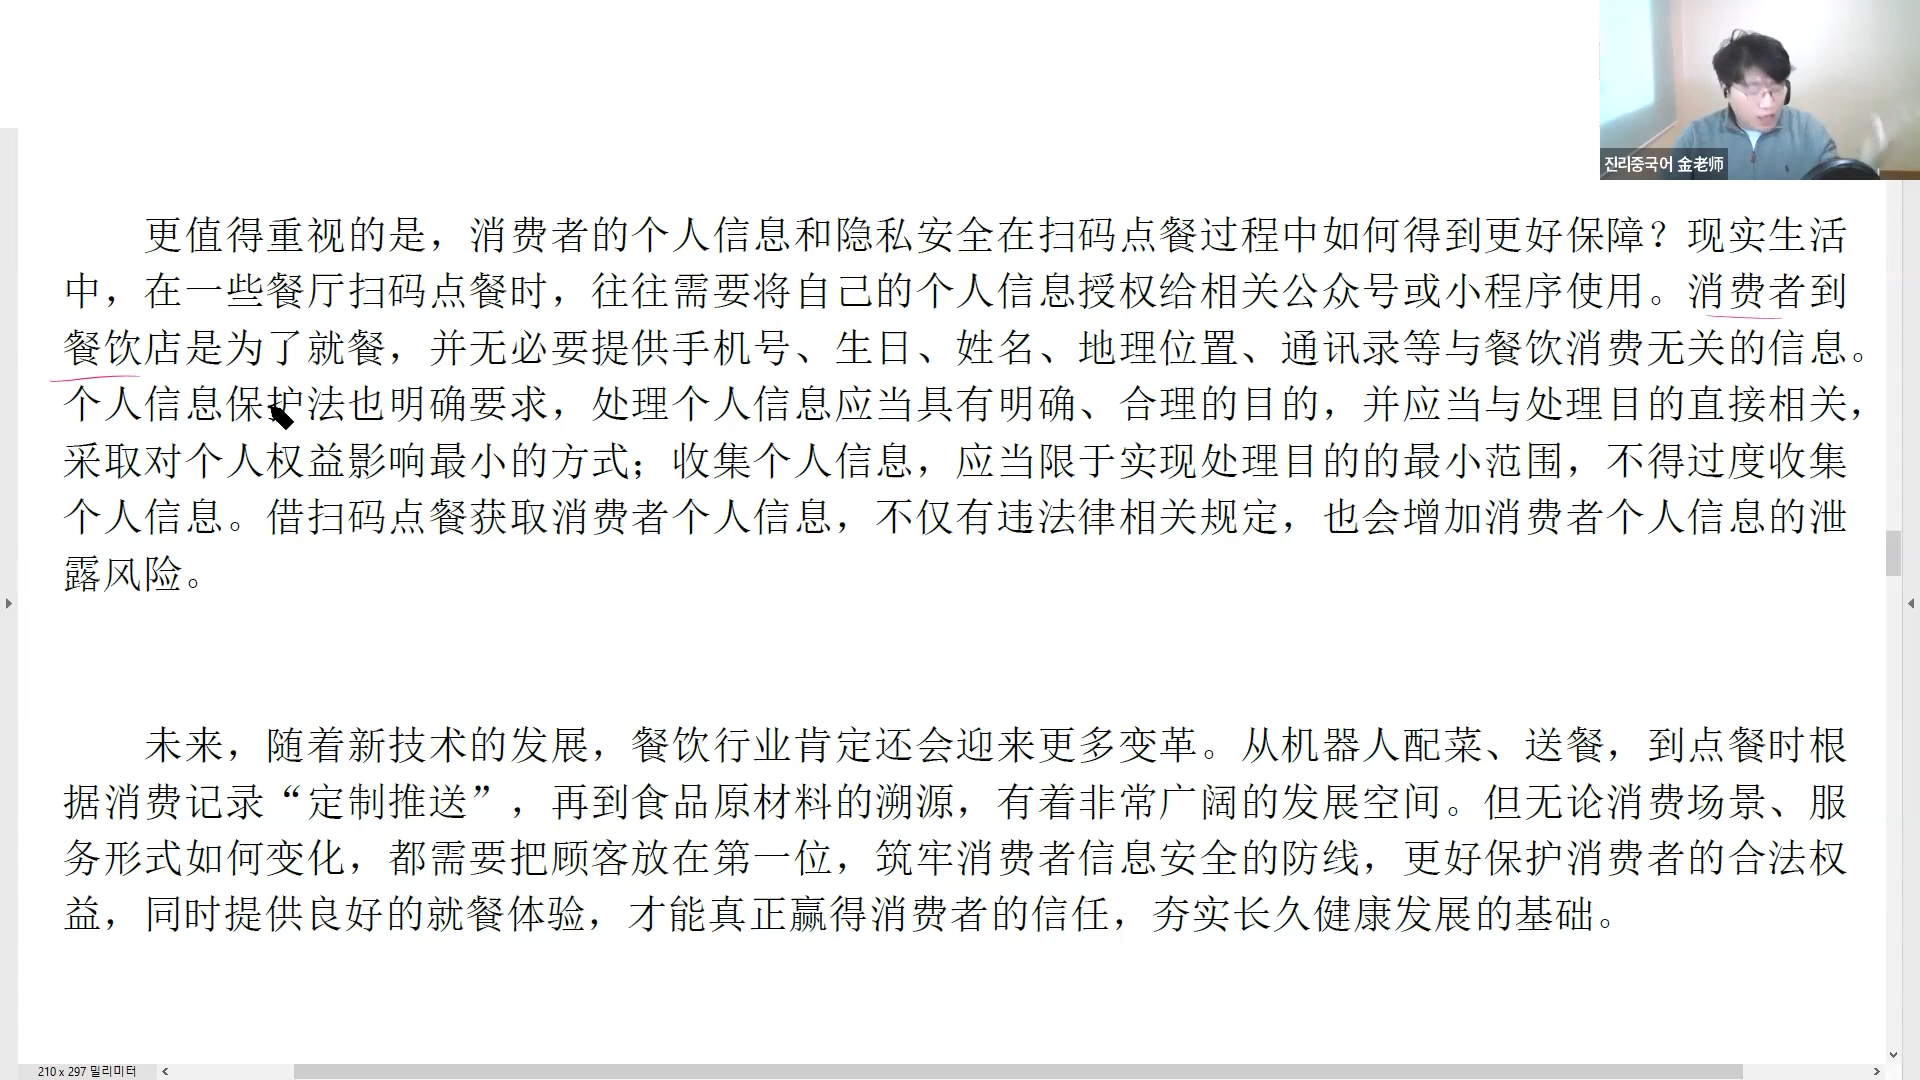 진리중국어 金老师
更值得重视的是，消费者的个人信息和隐私安全在扫码点餐过程中如何得到更好保障？现实生活
中，在一些餐厅扫码点餐时，往往需要将自己的个人信息授权给相关公众号或小程序使用。消费者到
餐饮店是为了就餐，并无必要提供手机号、生日、姓名、地理位置、通讯录等与餐饮消费无关的信息。
个人信息保护法也明确要求，处理个人信息应当具有明确、合理的目的，并应当与处理目的直接相关，
采取对个人权益影响最小的方式；收集个人信息，应当限于实现处理目的的最小范围，不得过度收集
个人信息。借扫码点餐获取消费者个人信息，不仅有违法律相关规定，也会增加消费者个人信息的泄
露风险。
未来，随着新技术的发展，餐饮行业肯定还会迎来更多变革。从机器人配菜、送餐，到点餐时根
据消费记录“定制推送”，再到食品原材料的溯源，有着非常广阔的发展空间。但无论消费场景、服
务形式如何变化，都需要把顾客放在第一位，筑牢消费者信息安全的防线，更好保护消费者的合法权
益，同时提供良好的就餐体验，才能真正赢得消费者的信任，夯实长久健康发展的基础。
210 x 297 밀리미터